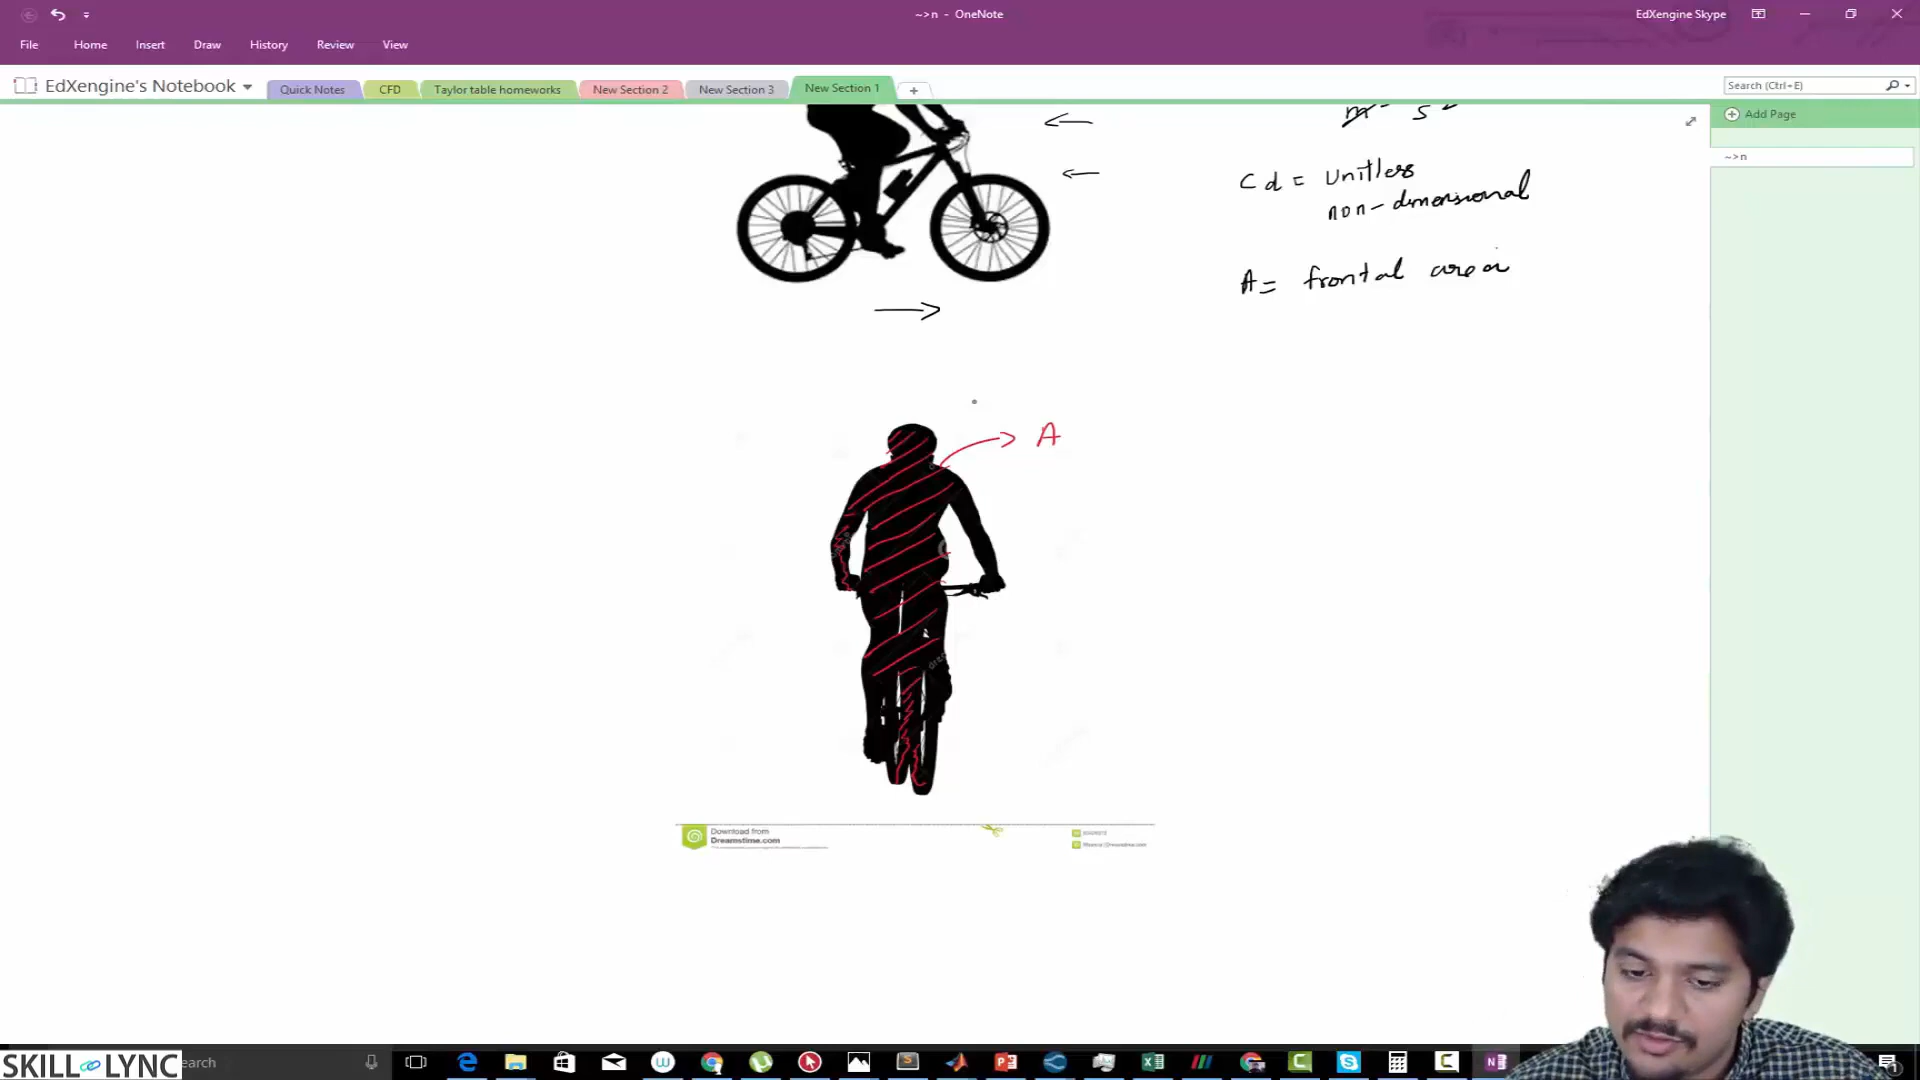 ~>n - OneNote
EdXengine Skype
File Home Insert Draw History Review View
EdXengine's Notebook
Quick Notes CFD Taylor table homeworks New Section 2 New Section 3 New Section 1
Search (Ctrl+E)
Add Page
~>n
m s
Cd = Unitless
non-dimensional
A = frontal area
A
Download from
Dreamstime.com
SKILL LYNC
earch